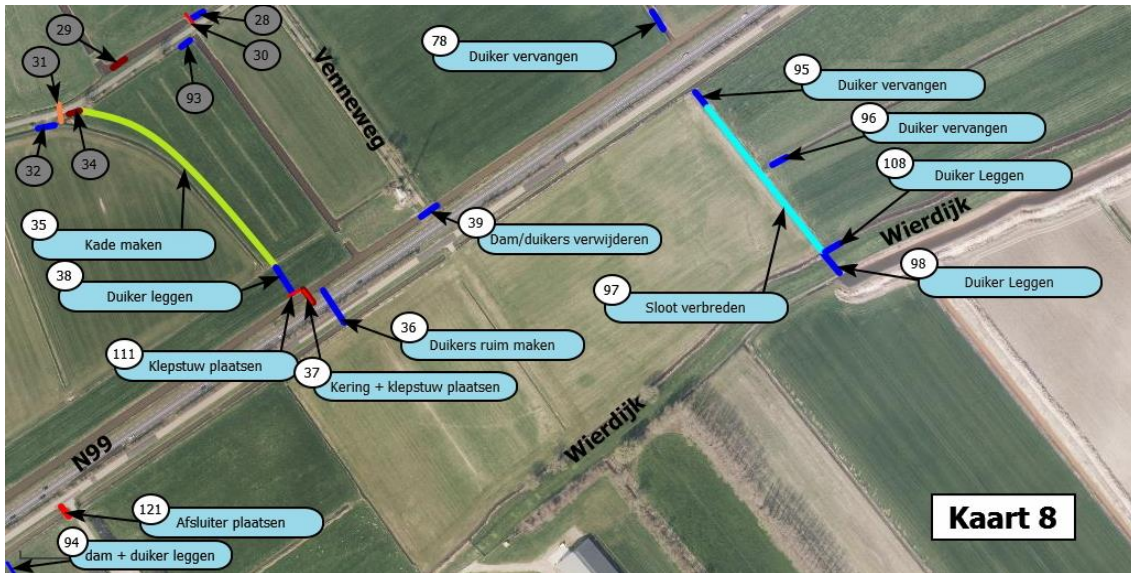 28
29
30
31
93
32
34
Venneweg
78
Duiker vervangen
95
Duiker vervangen
96
Duiker vervangen
108
Duiker Leggen
Wierdijk
98
Duiker Leggen
97
Sloot verbreden
39
Dam/duikers verwijderen
35
Kade maken
38
Duiker leggen
36
Duikers ruim maken
111
Klepstuw plaatsen
37
Kering + klepstuw plaatsen
Wierdijk
N99
121
Afsluiter plaatsen
94
dam + duiker leggen
Kaart 8